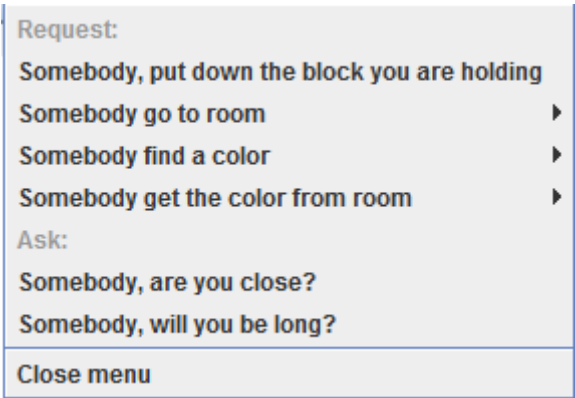 Request:
Somebody, put down the block you are holding
Somebody go to room
Somebody find a color
Somebody get the color from room
Ask:
Somebody, are you close?
Somebody, will you be long?
Close menu